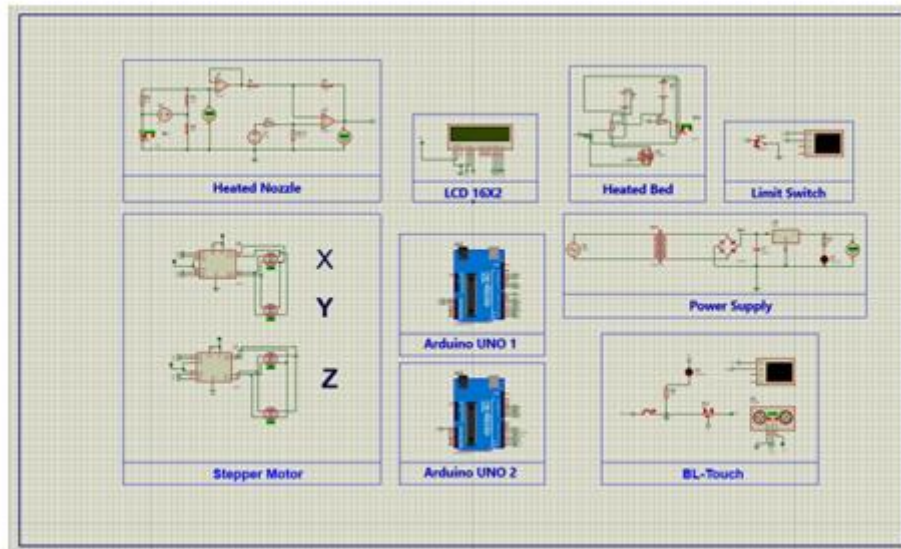 Heated Nozzle
LCD 16X2
Heated Bed
Limit Switch
X
Y
Z
Stepper Motor
Arduino UNO 1
Arduino UNO 2
Power Supply
BL-Touch